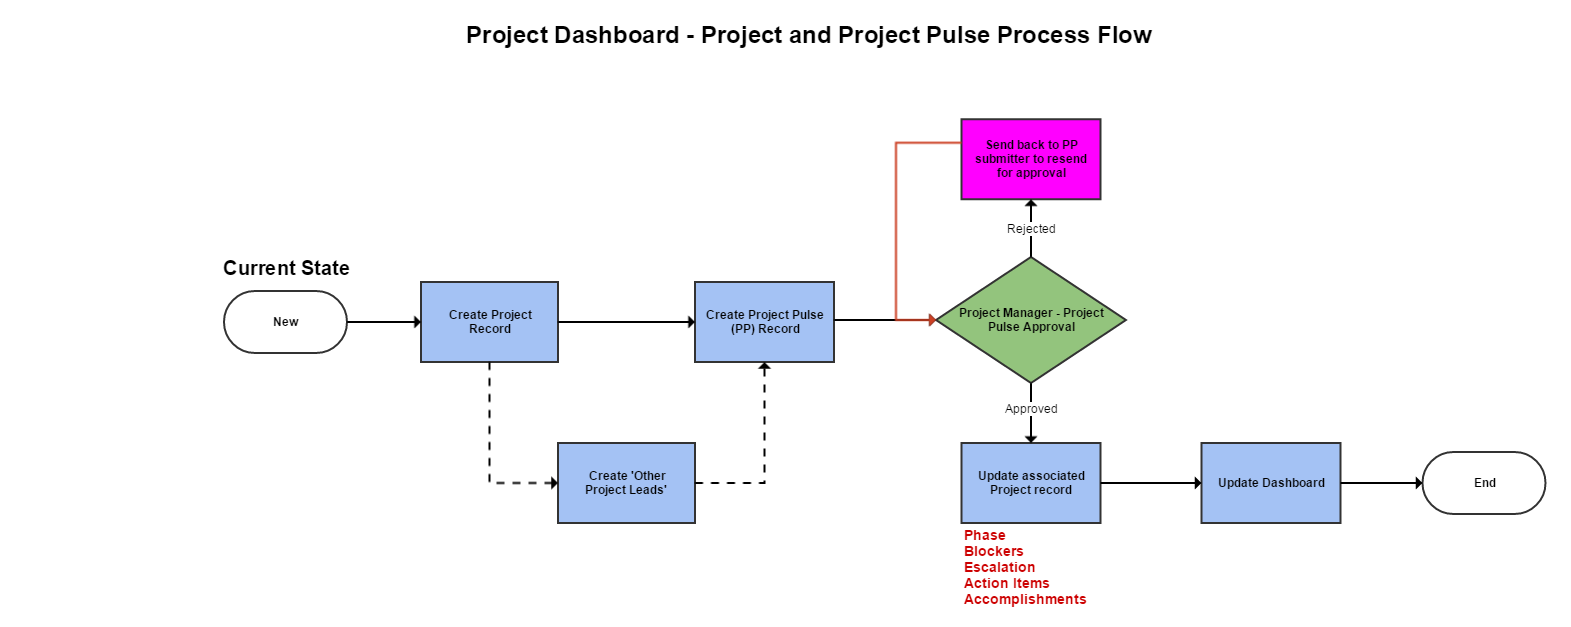 Project Dashboard - Project and Project Pulse Process Flow
Send back to PP
submitter to resend
for approval
Rejected
Current State
New
Create Project
Record
Create Project Pulse
(PP) Record
Project Manager - Project
Pulse Approval
Approved
Create 'Other
Project Leads'
Update associated
Project record
Update Dashboard
End
Phase
Blockers
Escalation
Action Items
Accomplishments